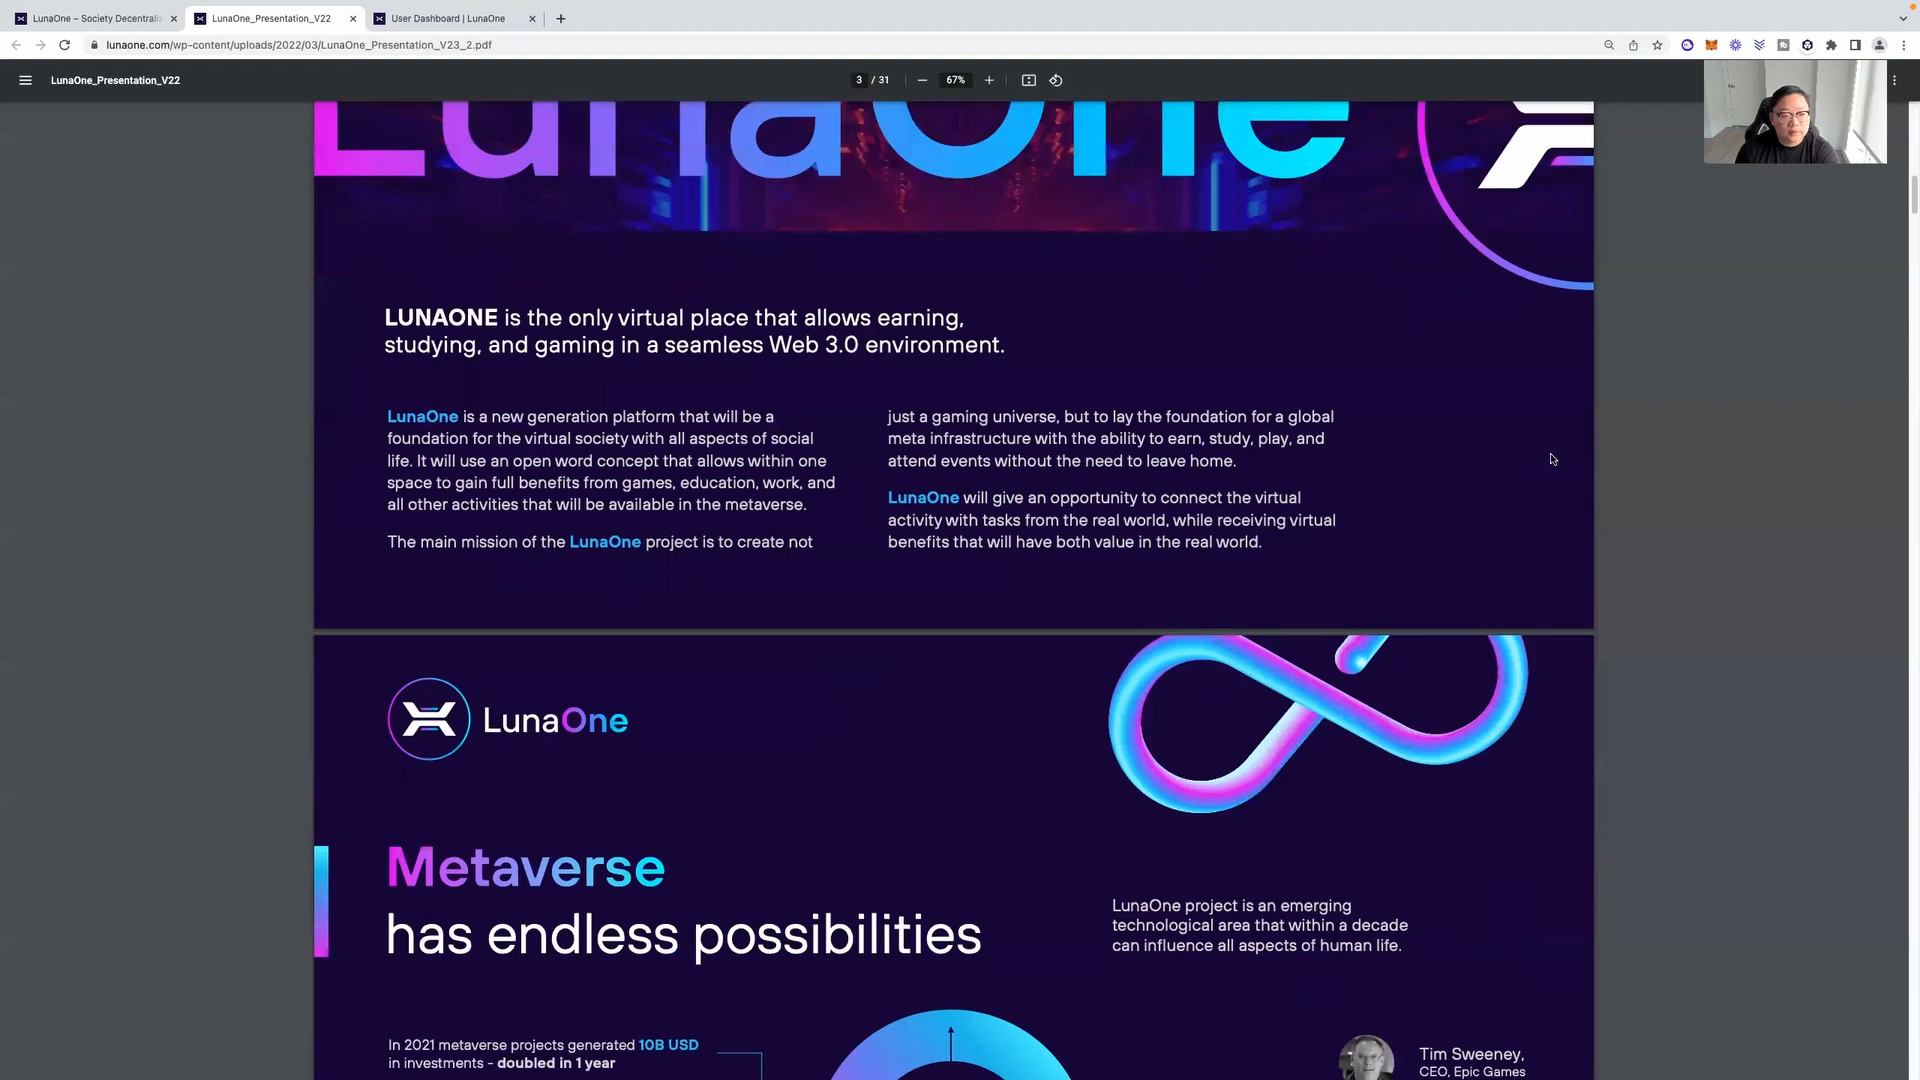 LunaOne – Society Decentraliz
LunaOne_Presentation_V22
User Dashboard | LunaOne
lunaone.com/wp-content/uploads/2022/03/LunaOne_Presentation_V23_2.pdf
LunaOne_Presentation_V22
3 / 31
67%
LunaOne
LUNAONE is the only virtual place that allows earning,
studying, and gaming in a seamless Web 3.0 environment.
LunaOne is a new generation platform that will be a
foundation for the virtual society with all aspects of social
life. It will use an open word concept that allows within one
space to gain full benefits from games, education, work, and
all other activities that will be available in the metaverse.
The main mission of the LunaOne project is to create not
just a gaming universe, but to lay the foundation for a global
meta infrastructure with the ability to earn, study, play, and
attend events without the need to leave home.
LunaOne will give an opportunity to connect the virtual
activity with tasks from the real world, while receiving virtual
benefits that will have both value in the real world.
LunaOne
Metaverse
has endless possibilities
LunaOne project is an emerging
technological area that within a decade
can influence all aspects of human life.
In 2021 metaverse projects generated 10B USD
in investments - doubled in 1 year
Tim Sweeney,
CEO, Epic Games